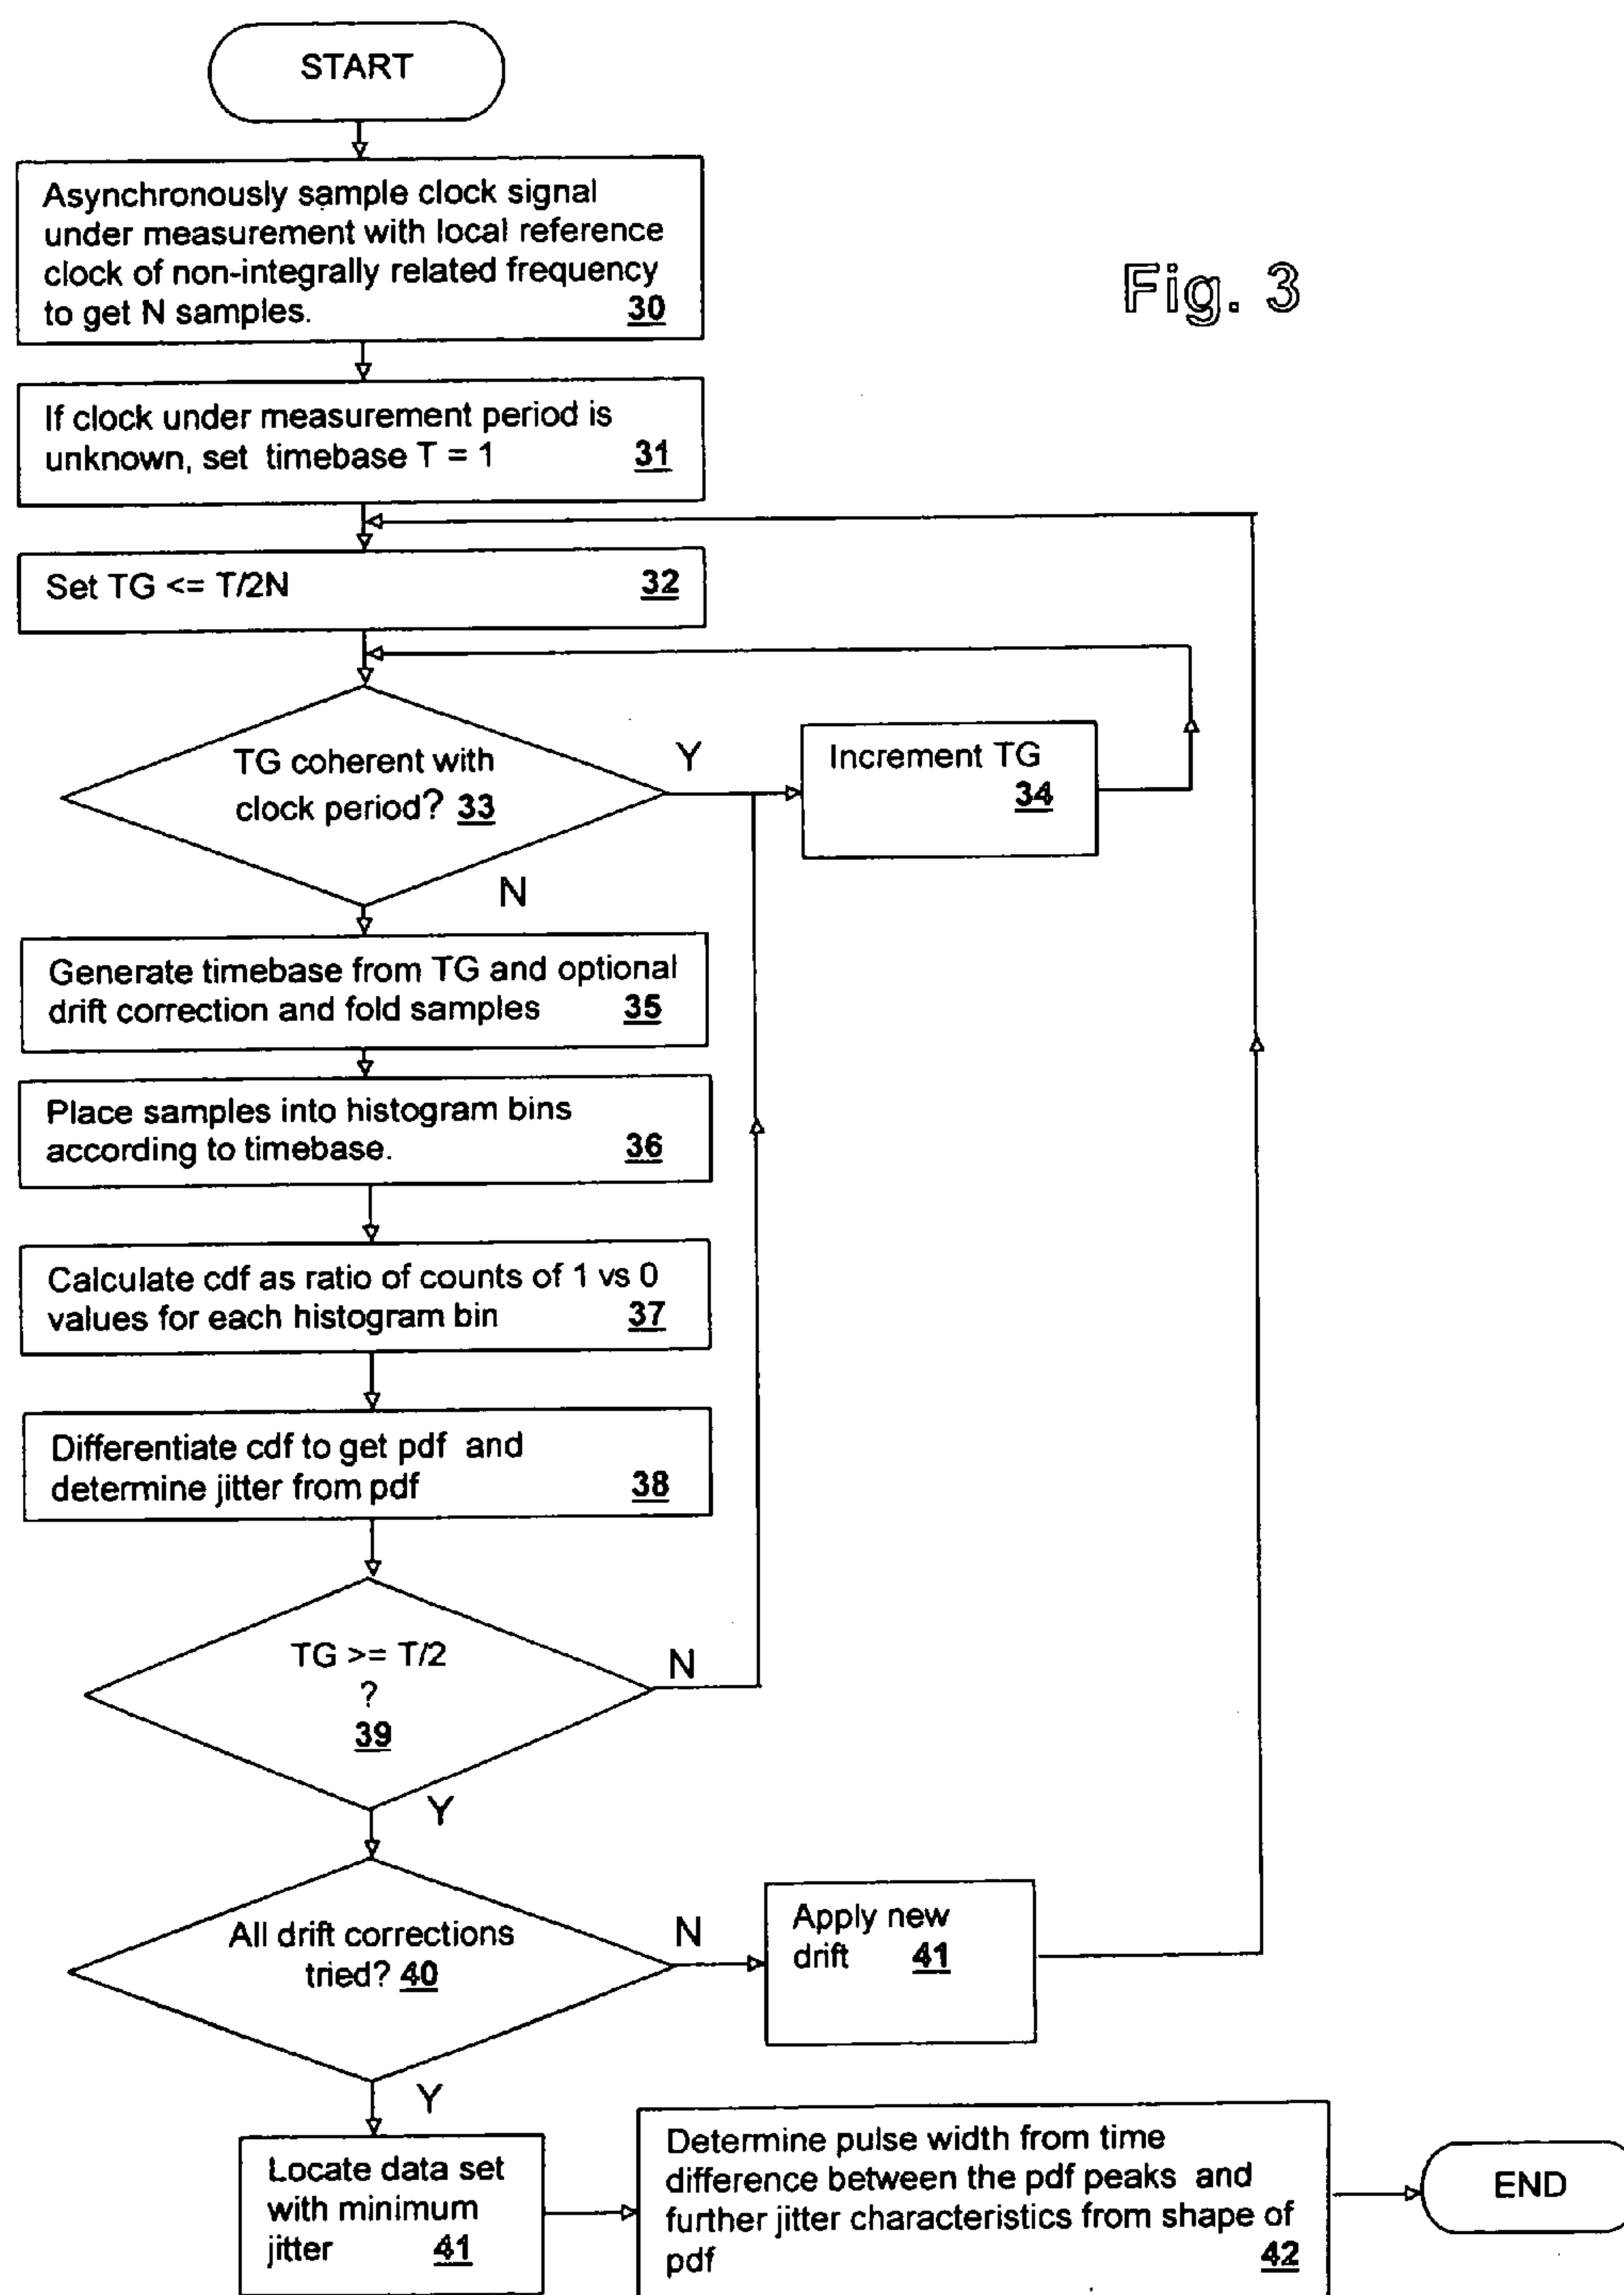 START
Asynchronously sample clock signal
under measurement with local reference
clock of non-integrally related frequency
to get N samples. 30
Fig. 3
If clock under measurement period is
unknown, set timebase T = 1 31
Set TG <= T/2N 32
TG coherent with
clock period? 33
Y
Increment TG
34
N
Generate timebase from TG and optional
drift correction and fold samples 35
Place samples into histogram bins
according to timebase. 36
Calculate cdf as ratio of counts of 1 vs 0
values for each histogram bin 37
Differentiate cdf to get pdf and
determine jitter from pdf 38
TG >= T/2
?
39
N
Y
All drift corrections
tried? 40
N
Apply new
drift 41
Y
Locate data set
with minimum
jitter 41
Determine pulse width from time
difference between the pdf peaks and
further jitter characteristics from shape of
pdf 42
END